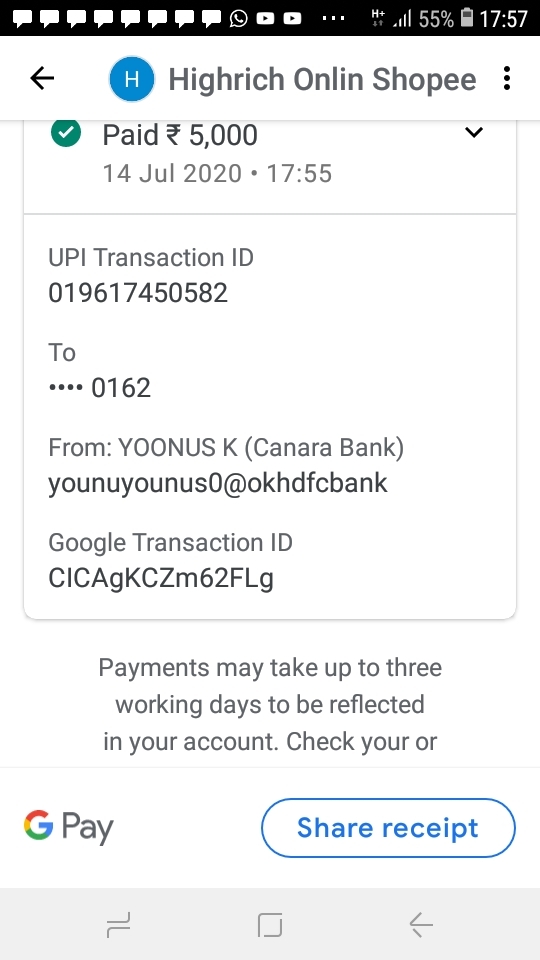 H+ 55% 17:57
H Highrich Onlin Shopee
Paid ₹ 5,000
14 Jul 2020 • 17:55
UPI Transaction ID
019617450582
To
•••• 0162
From: YOONUS K (Canara Bank)
younuyounus0@okhdfcbank
Google Transaction ID
CICAgKCZm62FLg
Payments may take up to three
working days to be reflected
in your account. Check your or
G Pay
Share receipt